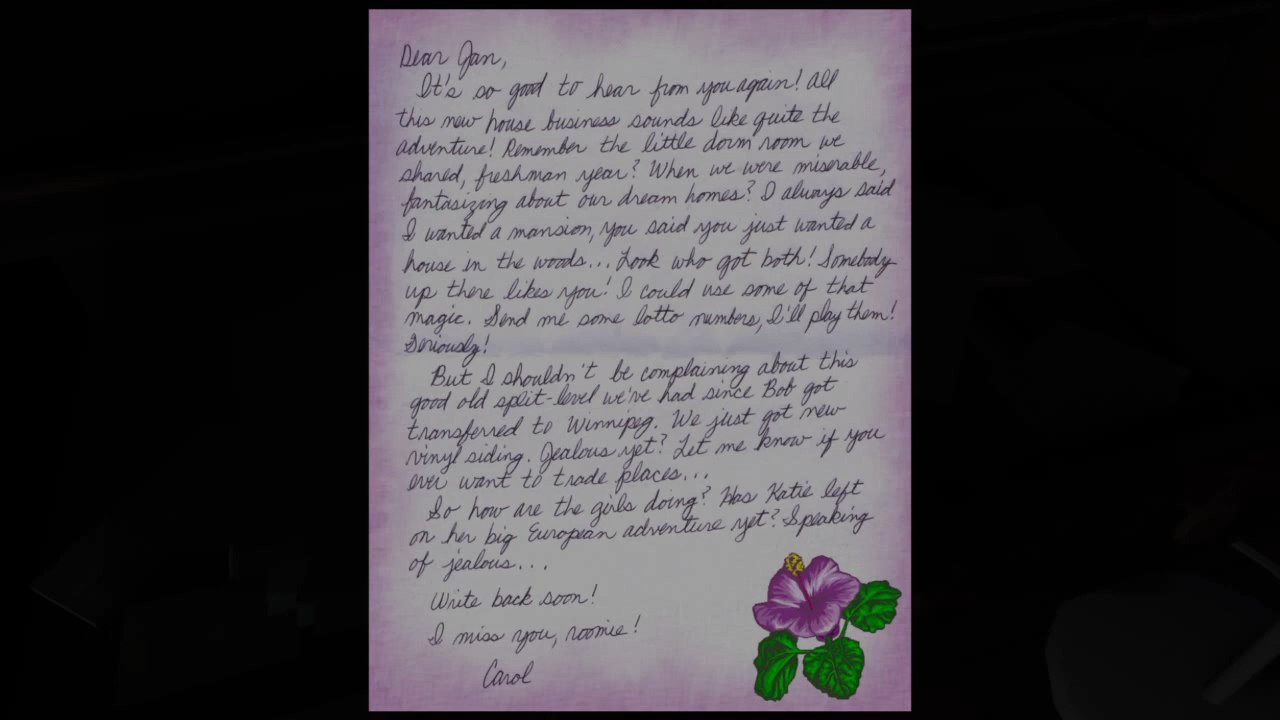 Dear Jan,
It's so good to hear from you again! All
this new house business sounds like quite the
adventure! Remember the little dorm room we
shared, freshman year? When we were miserable,
fantasizing about our dream homes? I always said
I wanted a mansion, you said you just wanted a
house in the woods... Look who got both! Somebody
up there likes you! I could use some of that
magic. Send me some lotto numbers, I'll play them!
Seriously!
But I shouldn't be complaining about this
good old split-level we've had since Bob got
transferred to Winnipeg. We just got new
vinyl siding. Jealous yet? Let me know if you
ever want to trade places...
So how are the girls doing? Has Katie left
on her big European adventure yet? Speaking
of jealous...
Write back soon!
I miss you, roomie!
Carol